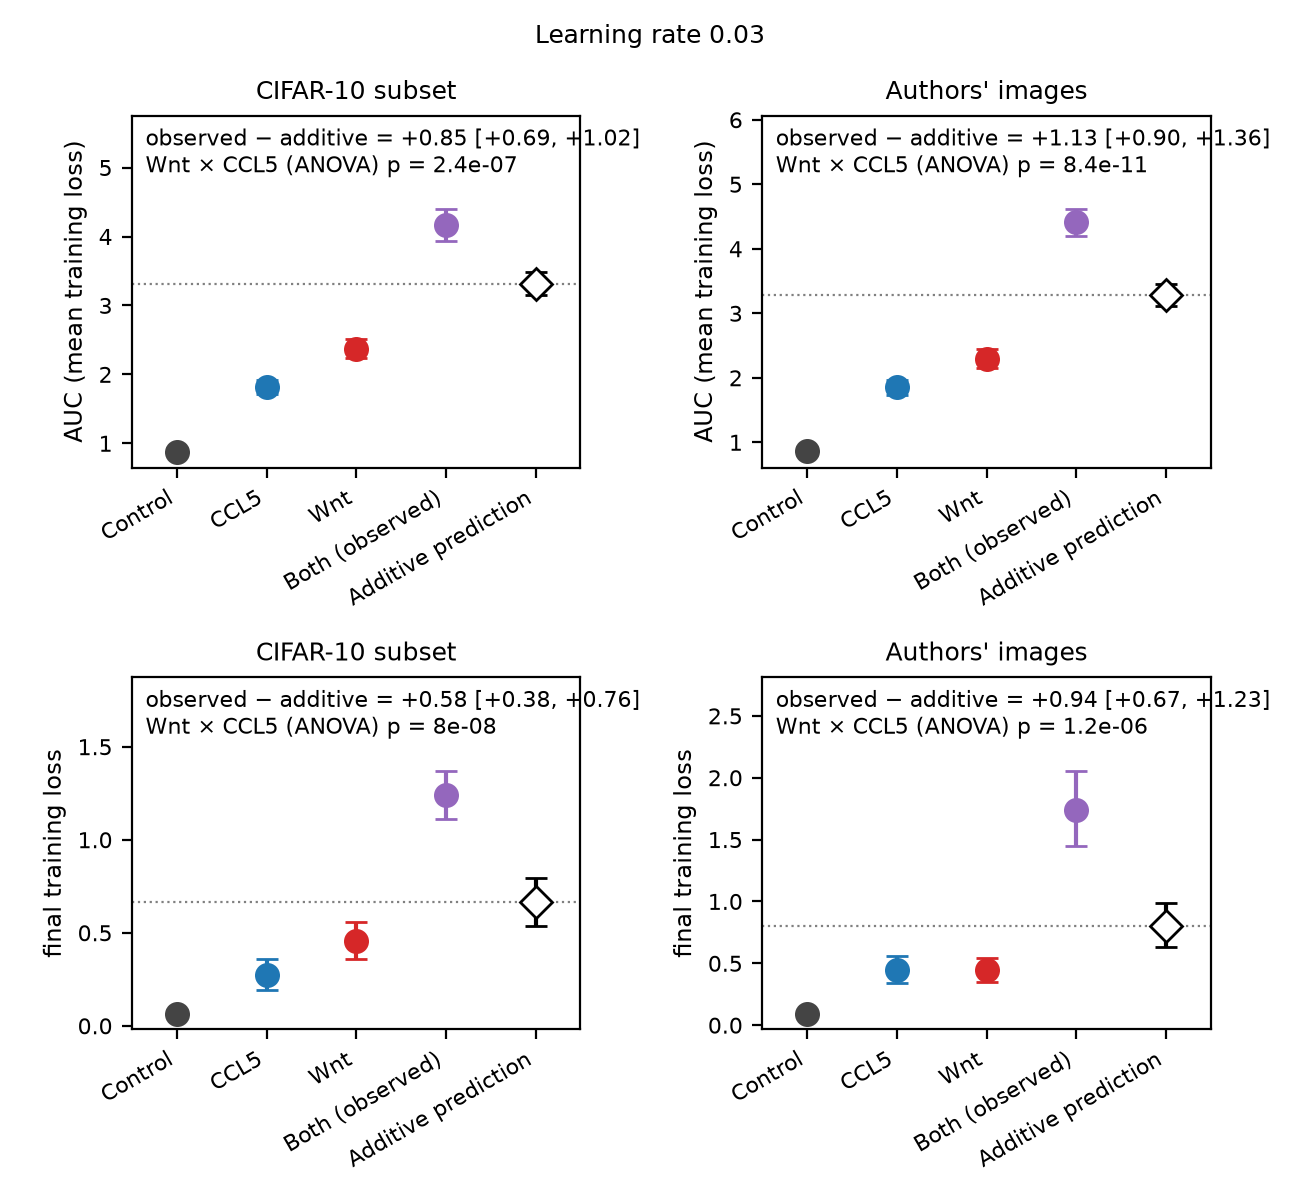 Learning rate 0.03
CIFAR-10 subset
observed − additive = +0.85 [+0.69, +1.02]
Wnt × CCL5 (ANOVA) p = 2.4e-07
AUC (mean training loss)
5
4
3
2
1
Control
CCL5
Wnt
Both (observed)
Additive prediction
Authors' images
observed − additive = +1.13 [+0.90, +1.36]
Wnt × CCL5 (ANOVA) p = 8.4e-11
AUC (mean training loss)
6
5
4
3
2
1
Control
CCL5
Wnt
Both (observed)
Additive prediction
CIFAR-10 subset
observed − additive = +0.58 [+0.38, +0.76]
Wnt × CCL5 (ANOVA) p = 8e-08
final training loss
1.5
1.0
0.5
0.0
Control
CCL5
Wnt
Both (observed)
Additive prediction
Authors' images
observed − additive = +0.94 [+0.67, +1.23]
Wnt × CCL5 (ANOVA) p = 1.2e-06
final training loss
2.5
2.0
1.5
1.0
0.5
0.0
Control
CCL5
Wnt
Both (observed)
Additive prediction